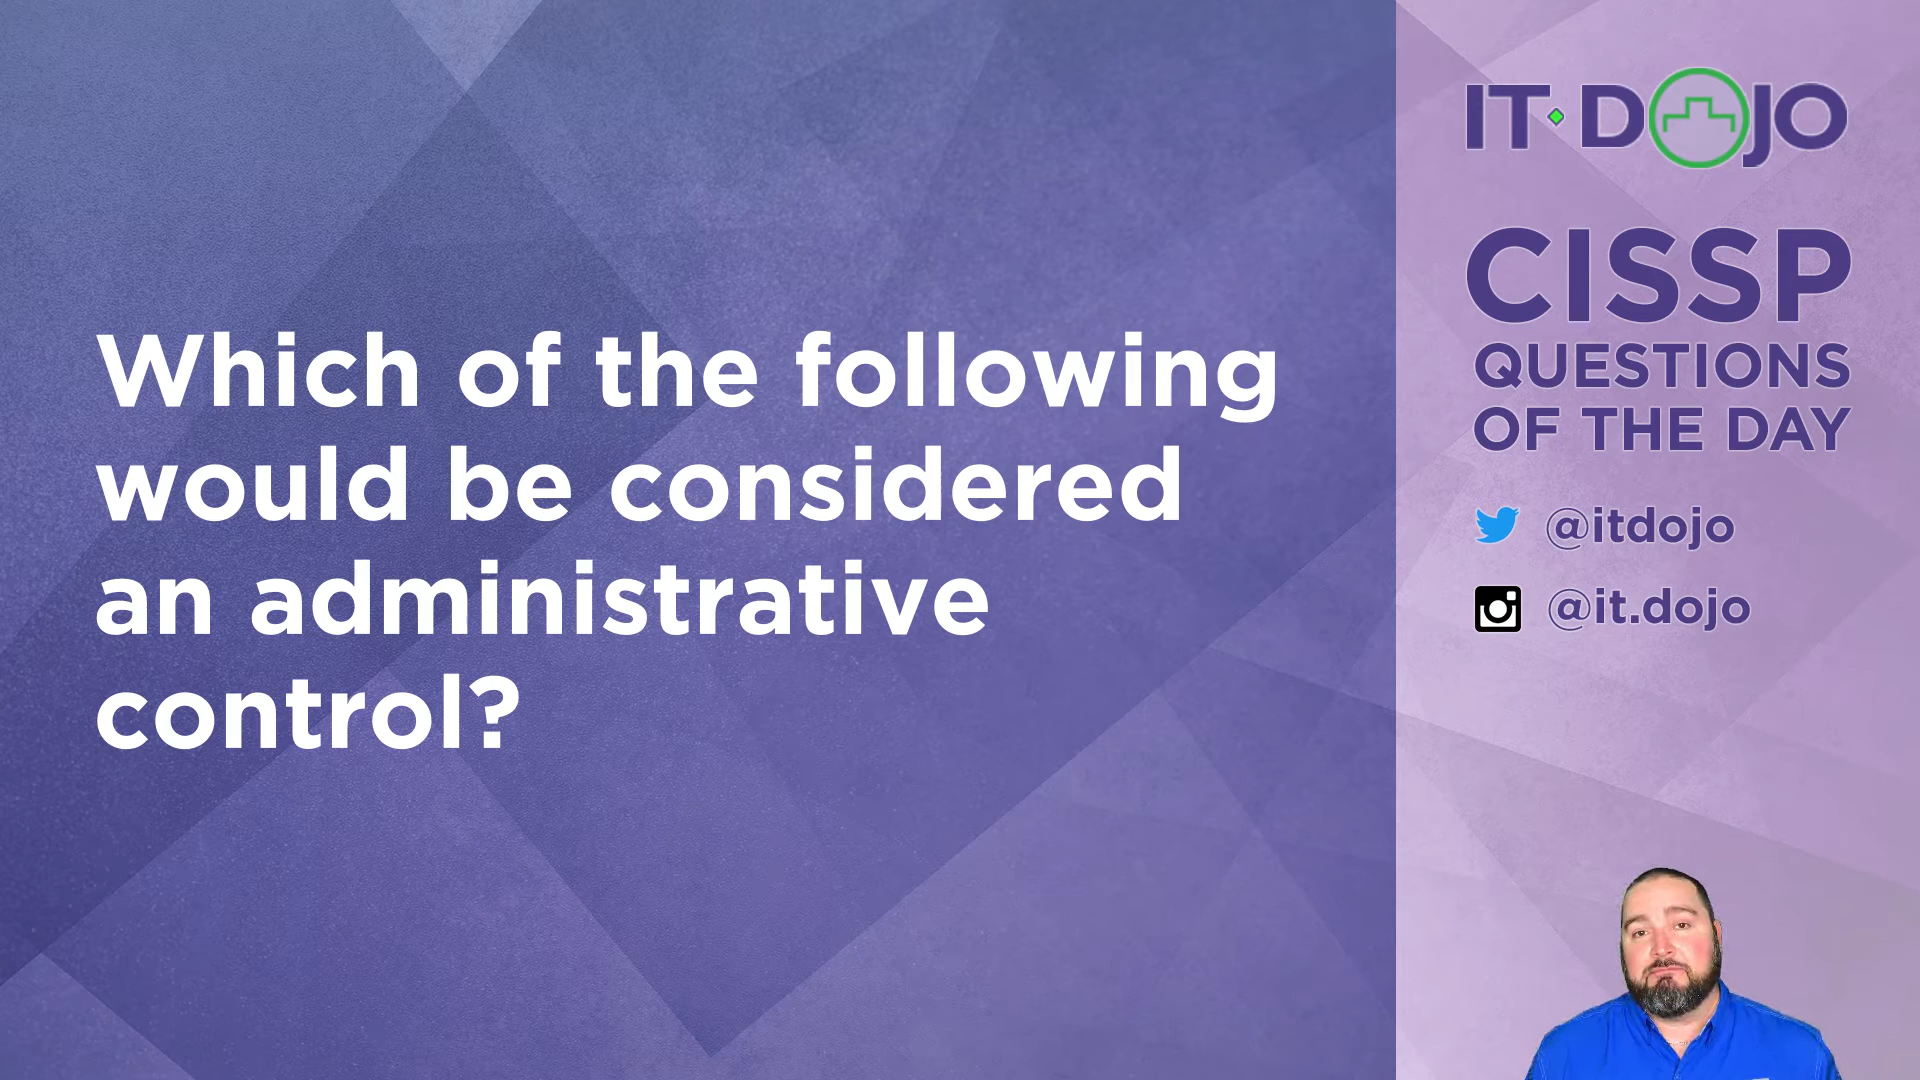 Which of the following
would be considered
an administrative
control?
IT DOJO
CISSP
QUESTIONS
OF THE DAY
@itdojo
@it.dojo